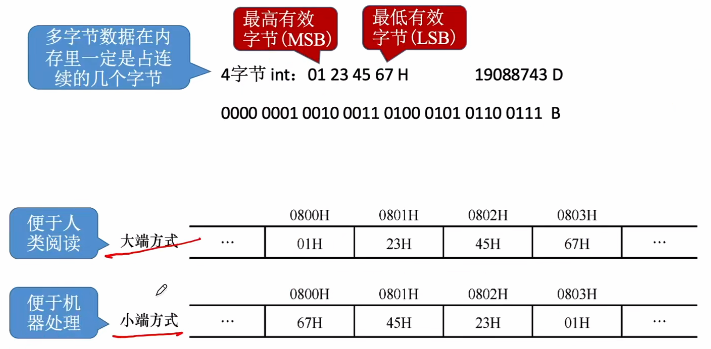 多字节数据在内
存里一定是占连
续的几个字节
最高有效
字节(MSB)
最低有效
字节(LSB)
4字节 int：01 23 45 67 H 19088743 D
0000 0001 0010 0011 0100 0101 0110 0111 B
便于人
类阅读
大端方式
0800H 0801H 0802H 0803H
… 01H 23H 45H 67H …
便于机
器处理
小端方式
0800H 0801H 0802H 0803H
… 67H 45H 23H 01H …